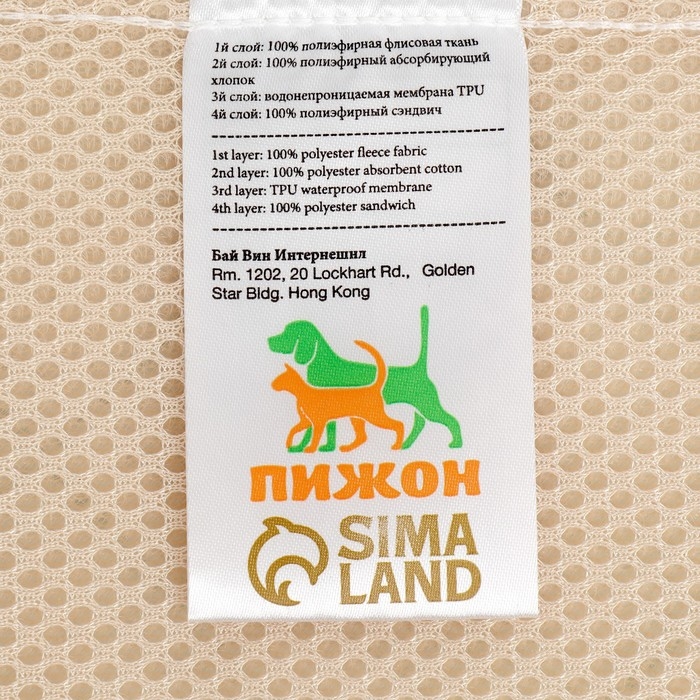 1й слой: 100% полиэфирная флисовая ткань
2й слой: 100% полиэфирный абсорбирующий
хлопок
3й слой: водонепроницаемая мембрана TPU
4й слой: 100% полиэфирный сэндвич
1st layer: 100% polyester fleece fabric
2nd layer: 100% polyester absorbent cotton
3rd layer: TPU waterproof membrane
4th layer: 100% polyester sandwich
Бай Вин Интернешнл
Rm. 1202, 20 Lockhart Rd., Golden
Star Bldg. Hong Kong
ПИЖОН
SIMA
LAND